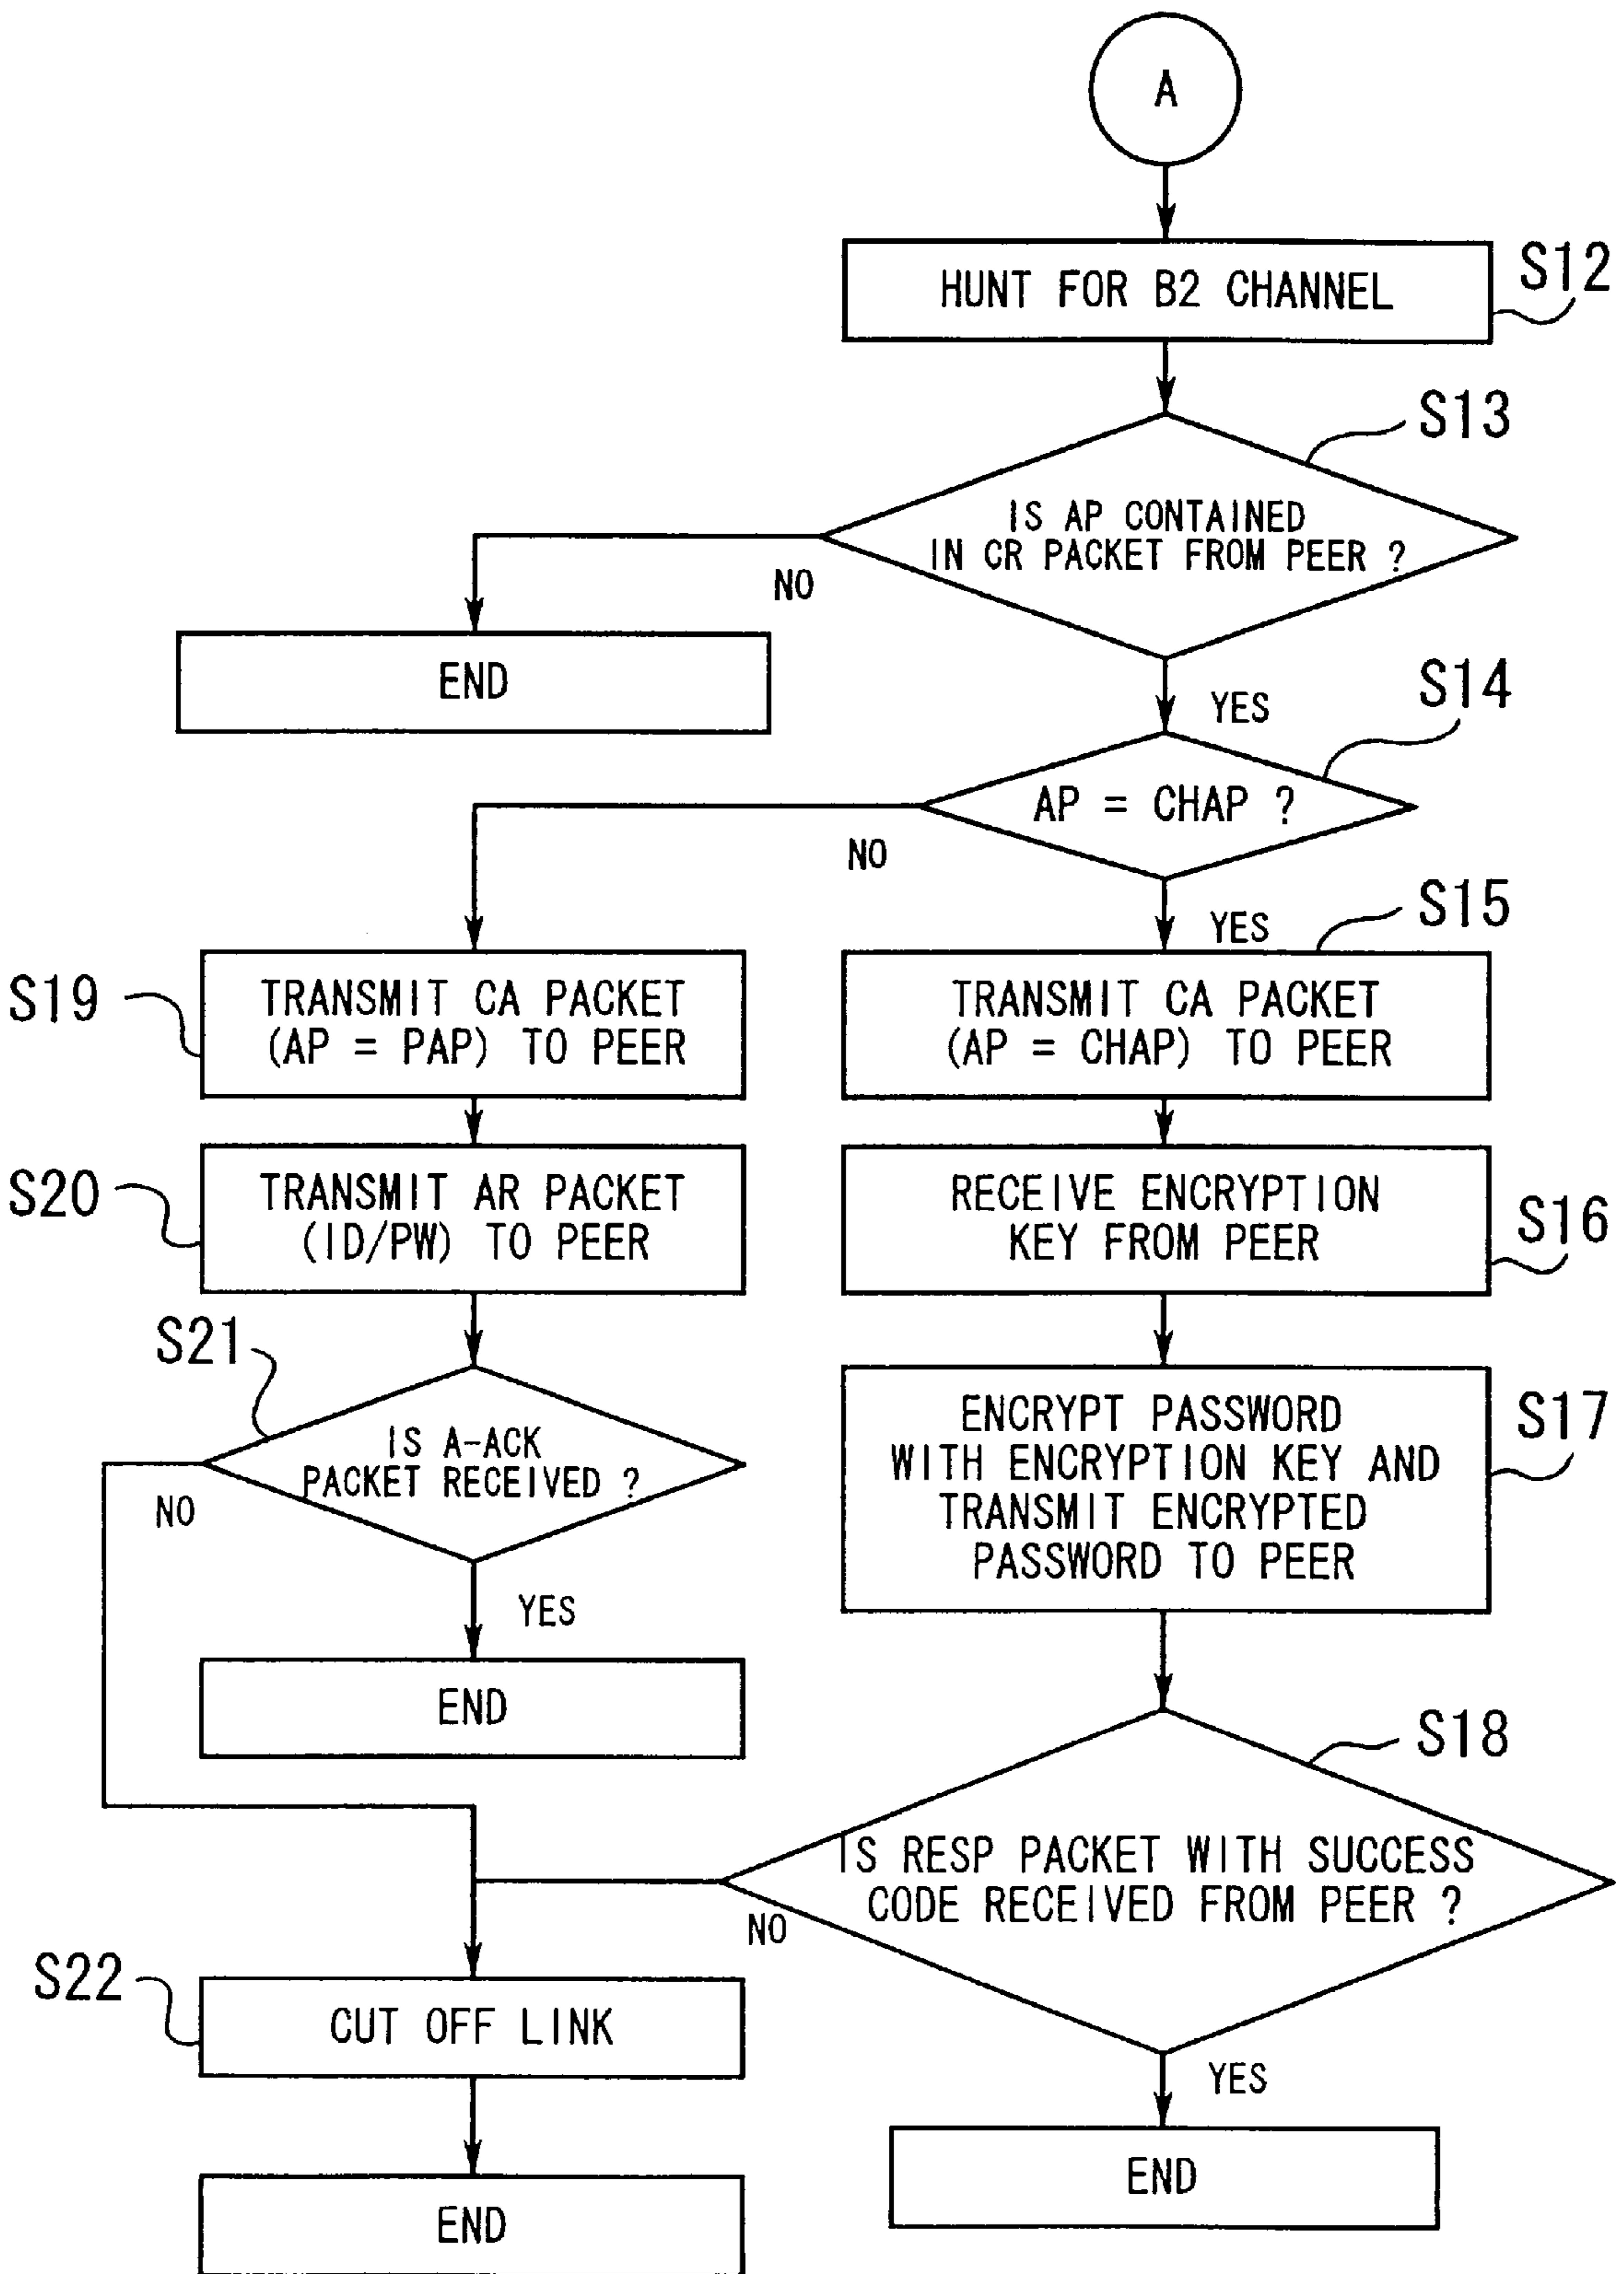 A
HUNT FOR B2 CHANNEL
S12
S13
IS AP CONTAINED
IN CR PACKET FROM PEER ?
NO
END
YES
S14
AP = CHAP ?
NO
YES
S15
S19
TRANSMIT CA PACKET
(AP = PAP) TO PEER
TRANSMIT CA PACKET
(AP = CHAP) TO PEER
S20
TRANSMIT AR PACKET
(ID/PW) TO PEER
RECEIVE ENCRYPTION
KEY FROM PEER
S16
S21
IS A-ACK
PACKET RECEIVED ?
NO
YES
END
ENCRYPT PASSWORD
WITH ENCRYPTION KEY AND
TRANSMIT ENCRYPTED
PASSWORD TO PEER
S17
S18
IS RESP PACKET WITH SUCCESS
CODE RECEIVED FROM PEER ?
NO
YES
S22
CUT OFF LINK
END
END